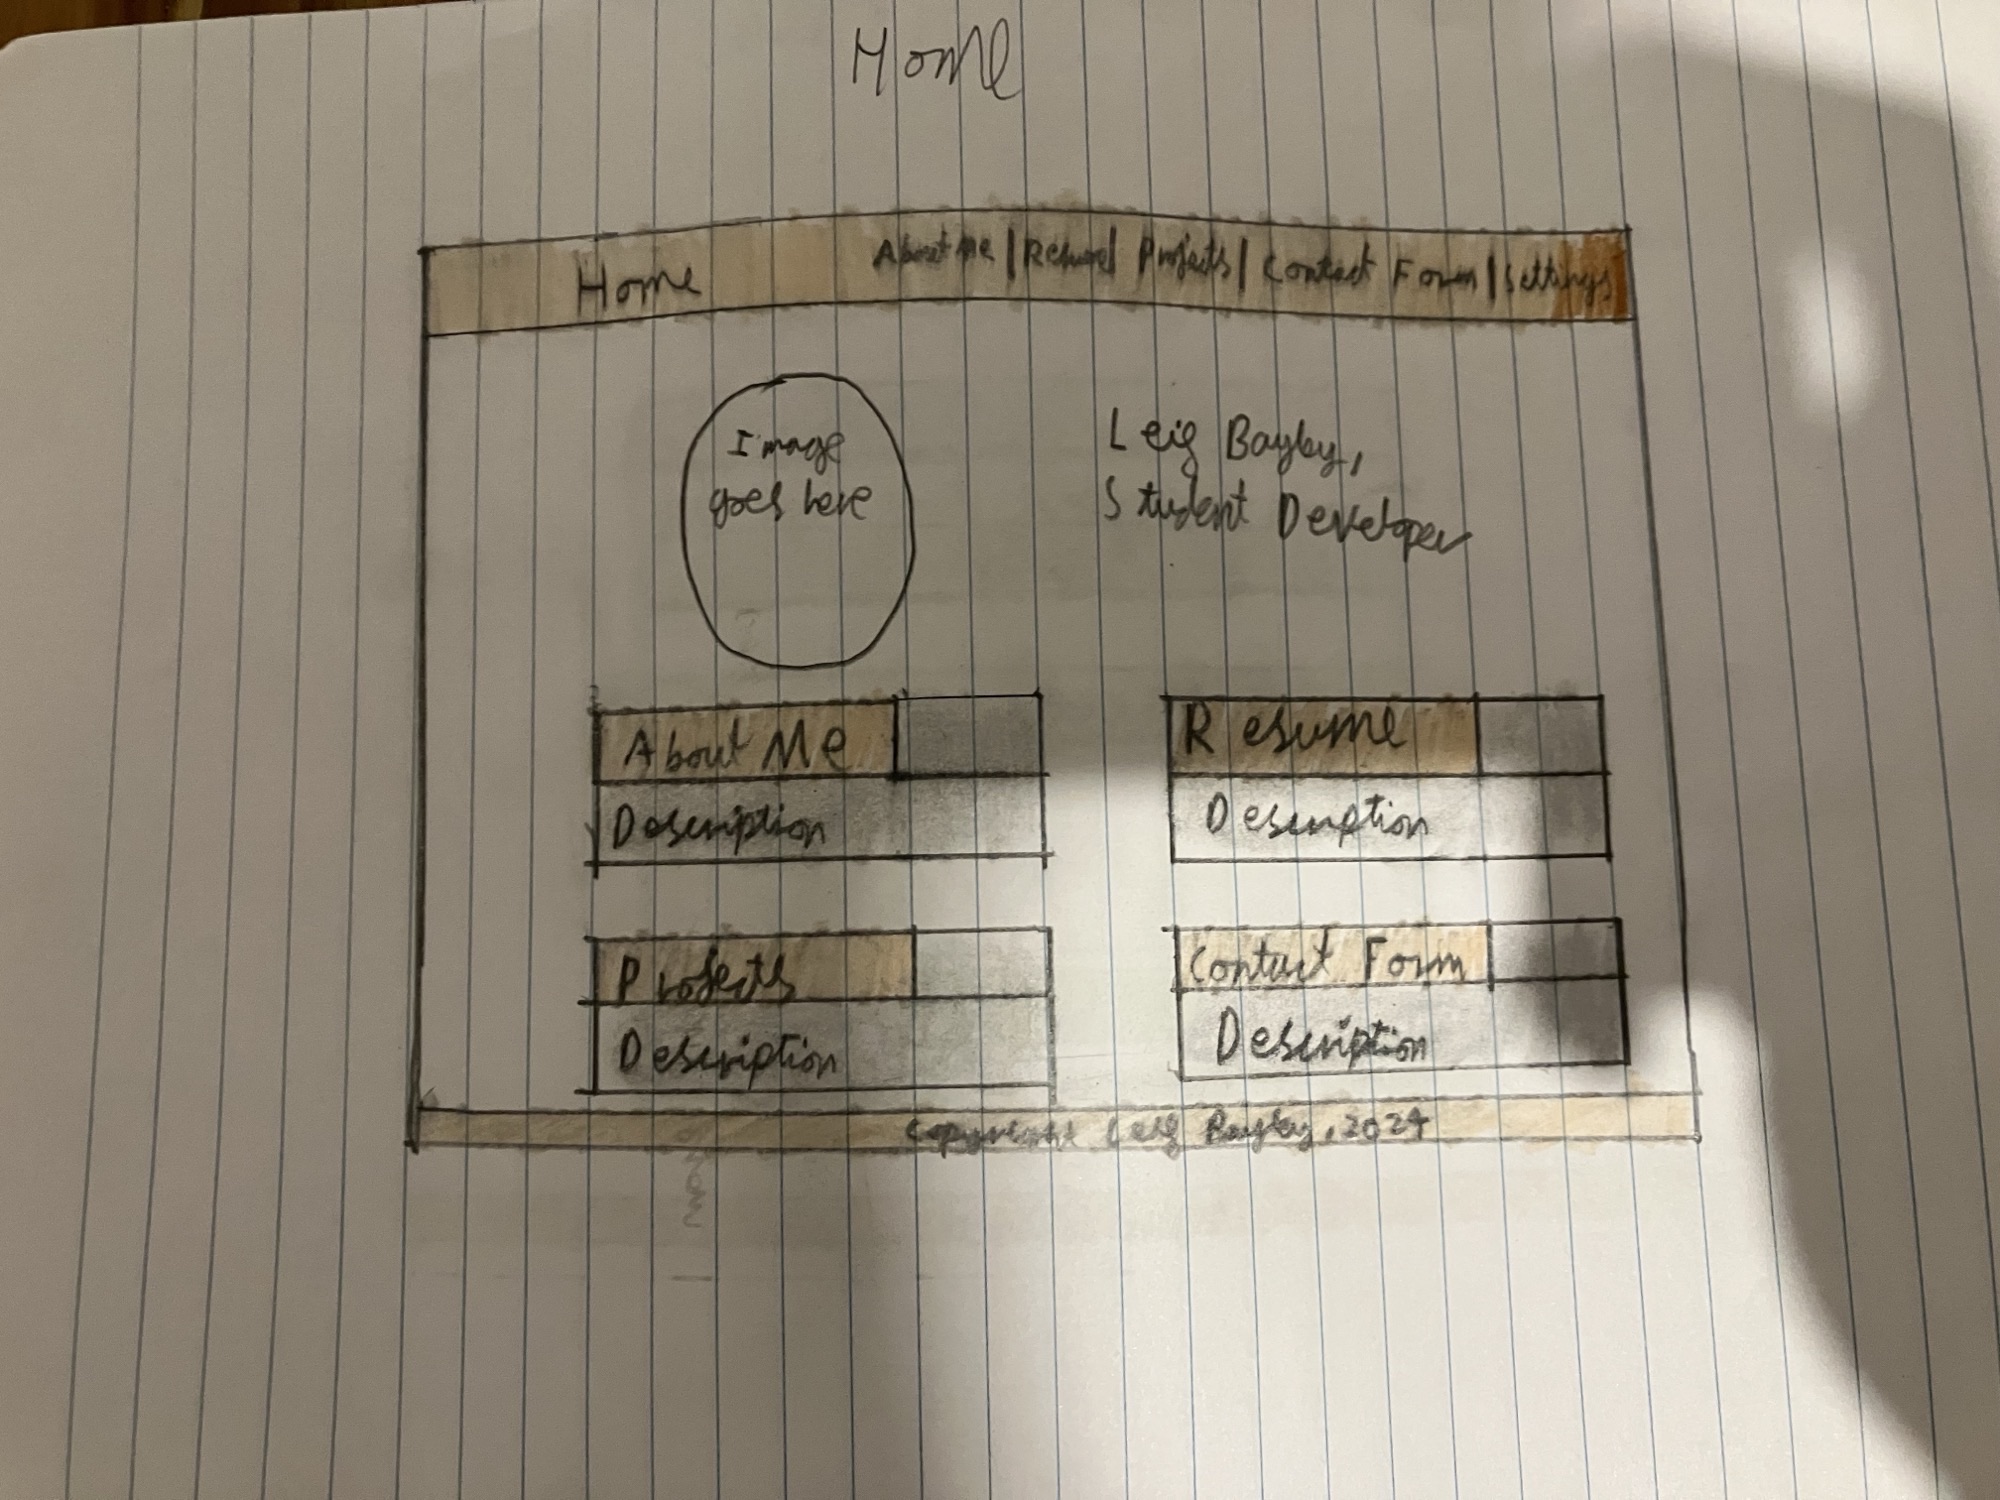 Home
Home About me | Resume | Projects | Contact Form | Settings
Image
goes here
Leig Bayley,
Student Developer
About Me
Description
Resume
Description
Projects
Description
Contact Form
Description
Leig Bayley, 2024